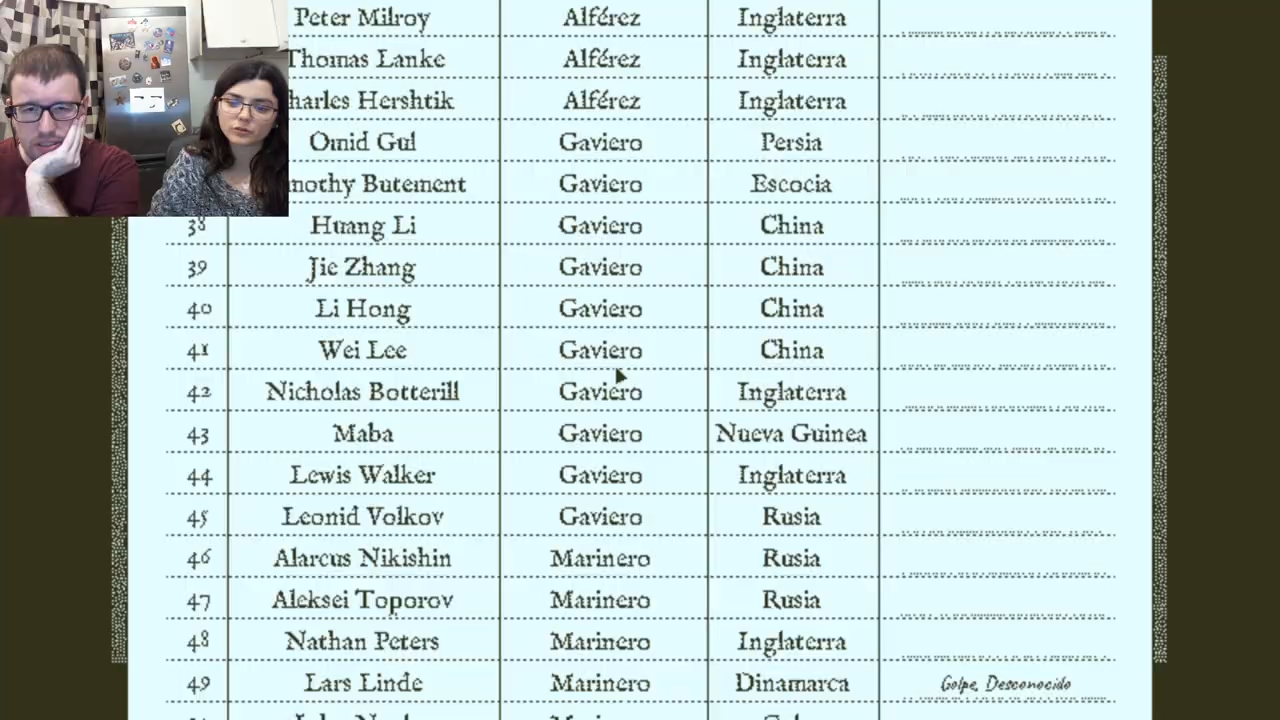 Peter Milroy Alférez Inglaterra
Thomas Lanke Alférez Inglaterra
harles Hershtik Alférez Inglaterra
Omid Gul Gaviero Persia
mothy Butement Gaviero Escocia
38 Huang Li Gaviero China
39 Jie Zhang Gaviero China
40 Li Hong Gaviero China
41 Wei Lee Gaviero China
42 Nicholas Botterill Gaviero Inglaterra
43 Maba Gaviero Nueva Guinea
44 Lewis Walker Gaviero Inglaterra
45 Leonid Volkov Gaviero Rusia
46 Alarcus Nikishin Marinero Rusia
47 Aleksei Toporov Marinero Rusia
48 Nathan Peters Marinero Inglaterra
49 Lars Linde Marinero Dinamarca Golpe, Desconocido